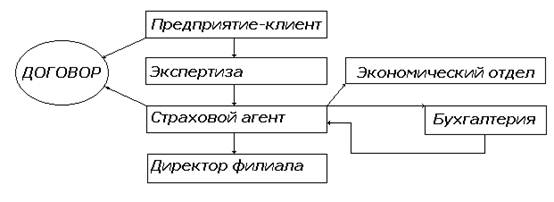 Предприятие-клиент
ДОГОВОР
Экспертиза
Экономический отдел
Страховой агент
Бухгалтерия
Директор филиала